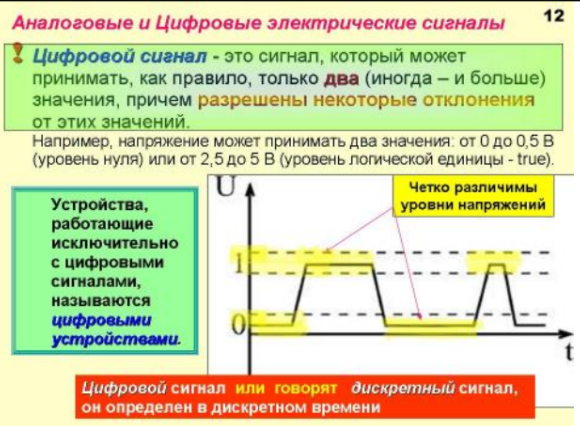 Аналоговые и Цифровые электрические сигналы
12
! Цифровой сигнал - это сигнал, который может
принимать, как правило, только два (иногда – и больше)
значения, причем разрешены некоторые отклонения
от этих значений.
Например, напряжение может принимать два значения: от 0 до 0,5 В
(уровень нуля) или от 2,5 до 5 В (уровень логической единицы - true).
Устройства,
работающие
исключительно
с цифровыми
сигналами,
называются
цифровыми
устройствами.
U
Четко различимы
уровни напряжений
1
0
t
Цифровой сигнал или говорят дискретный сигнал,
он определен в дискретном времени